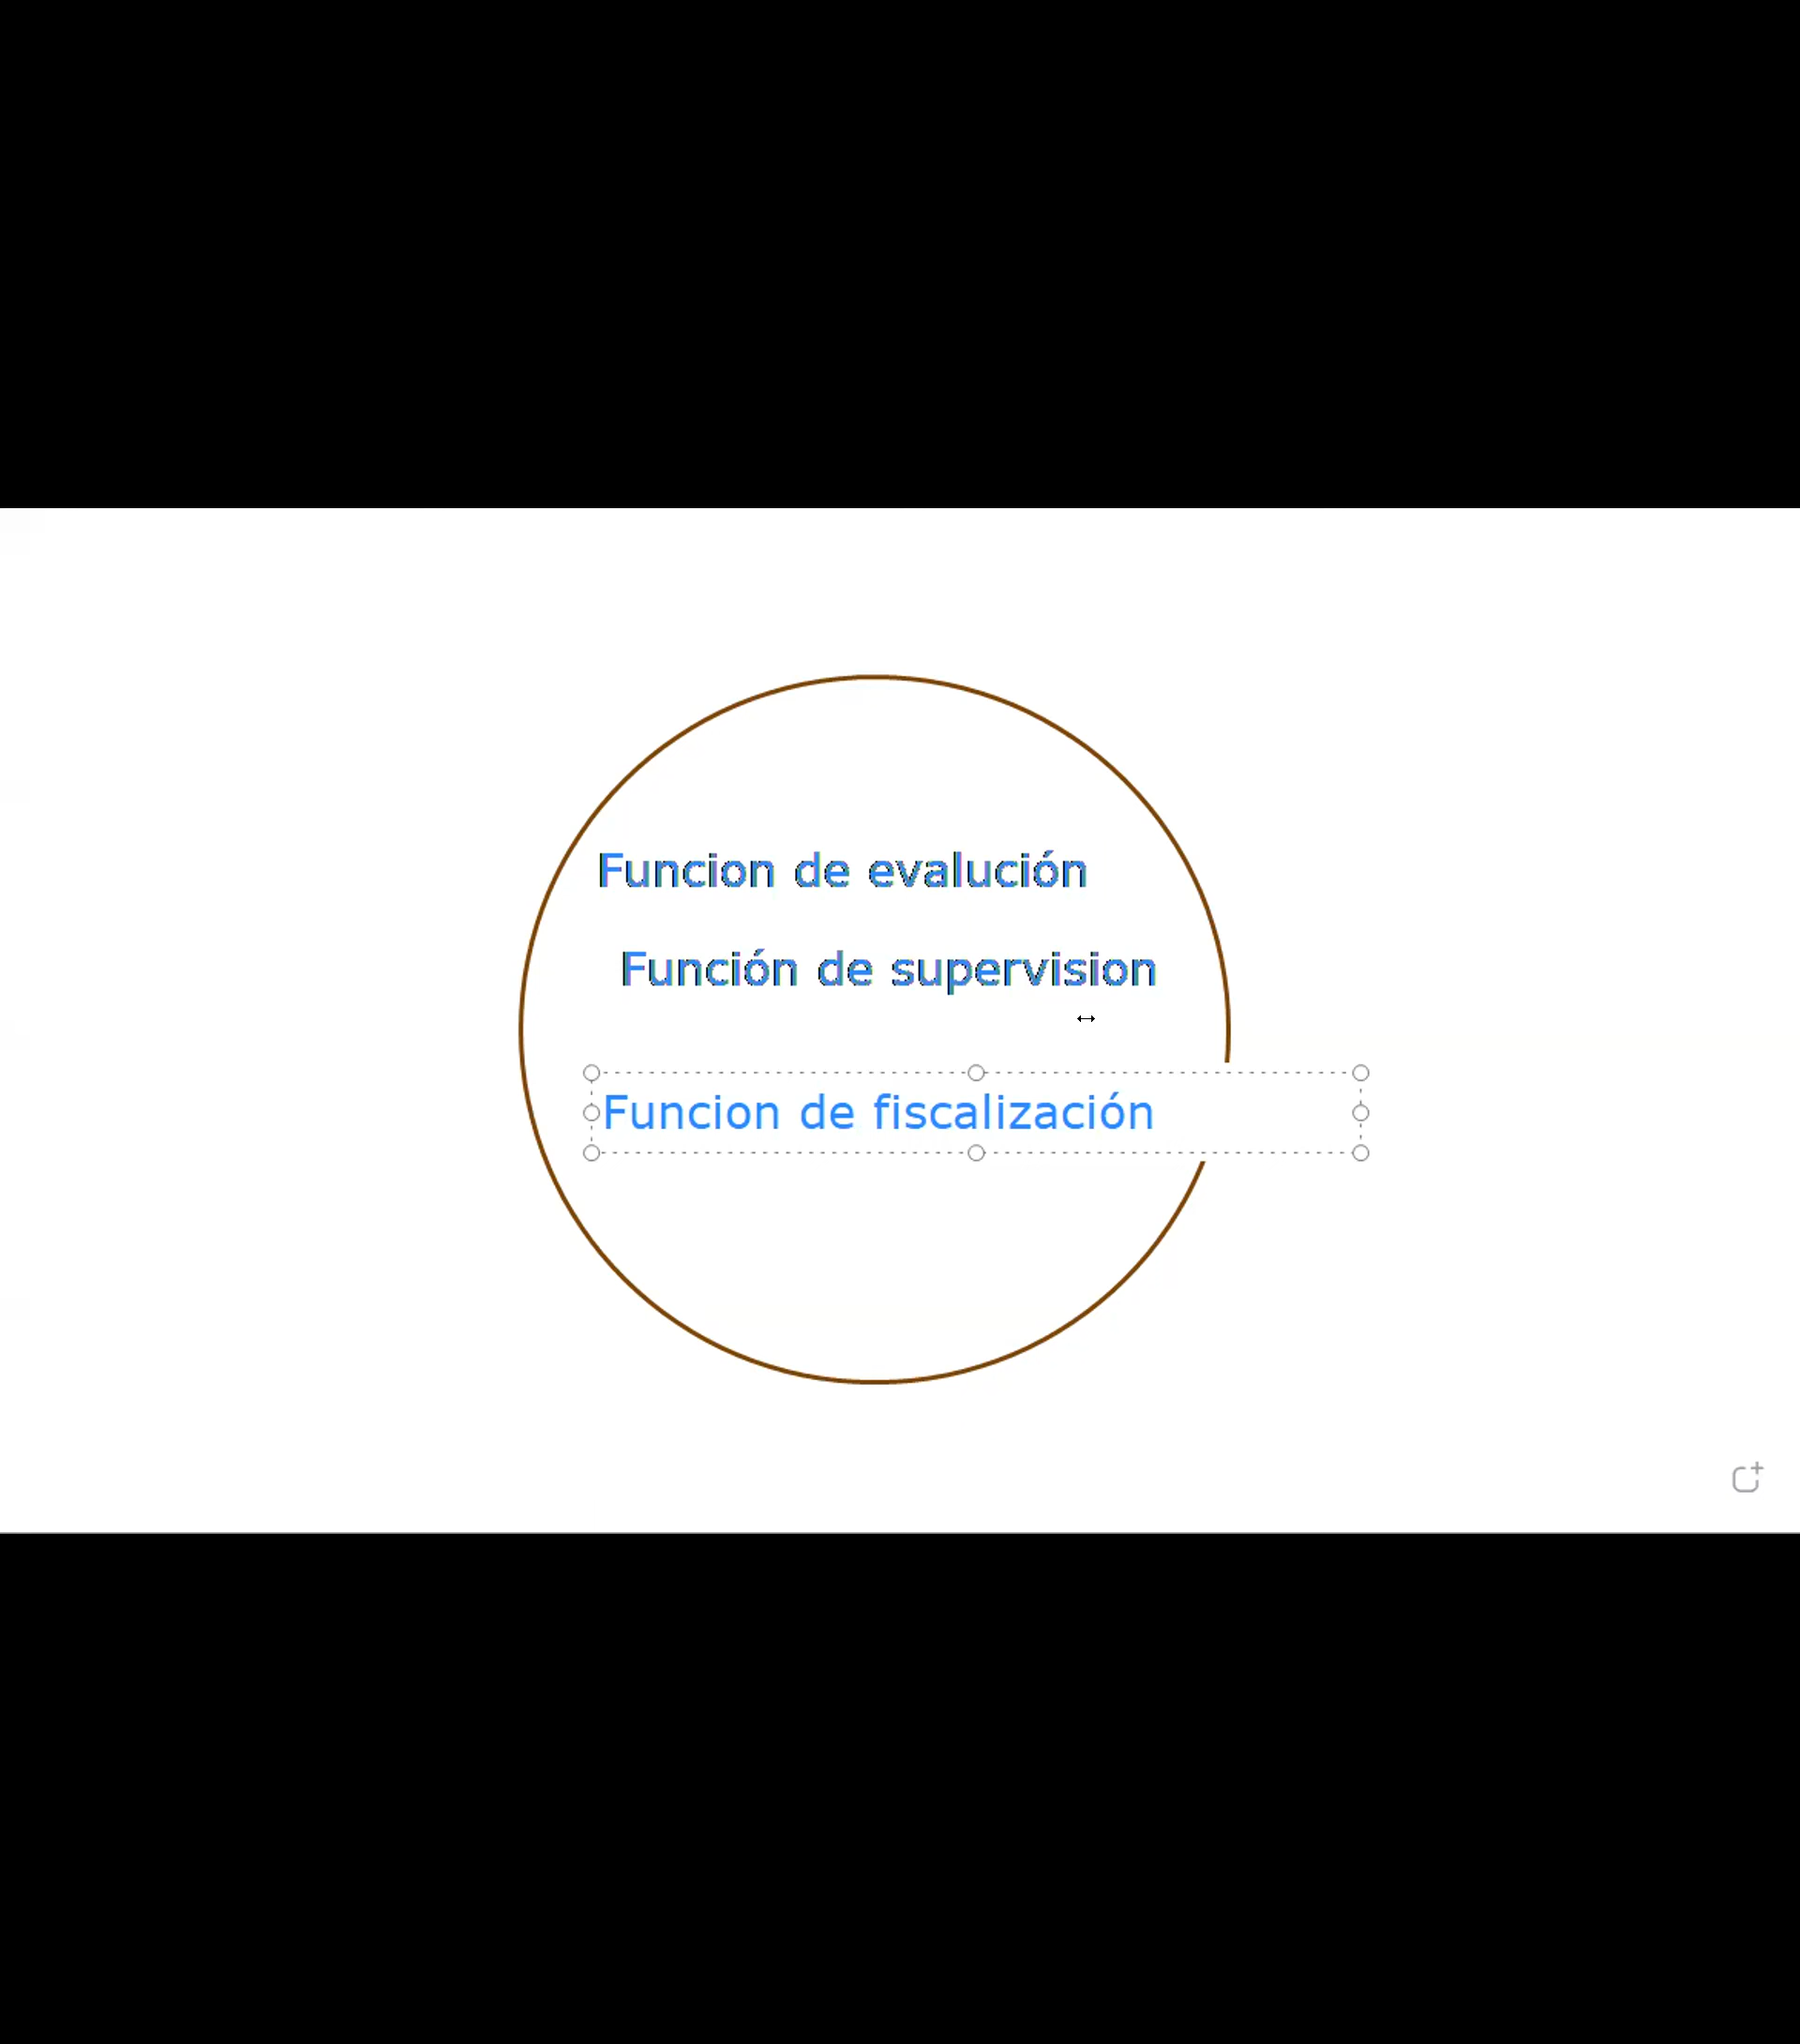 Funcion de evalución
Función de supervision
Funcion de fiscalización